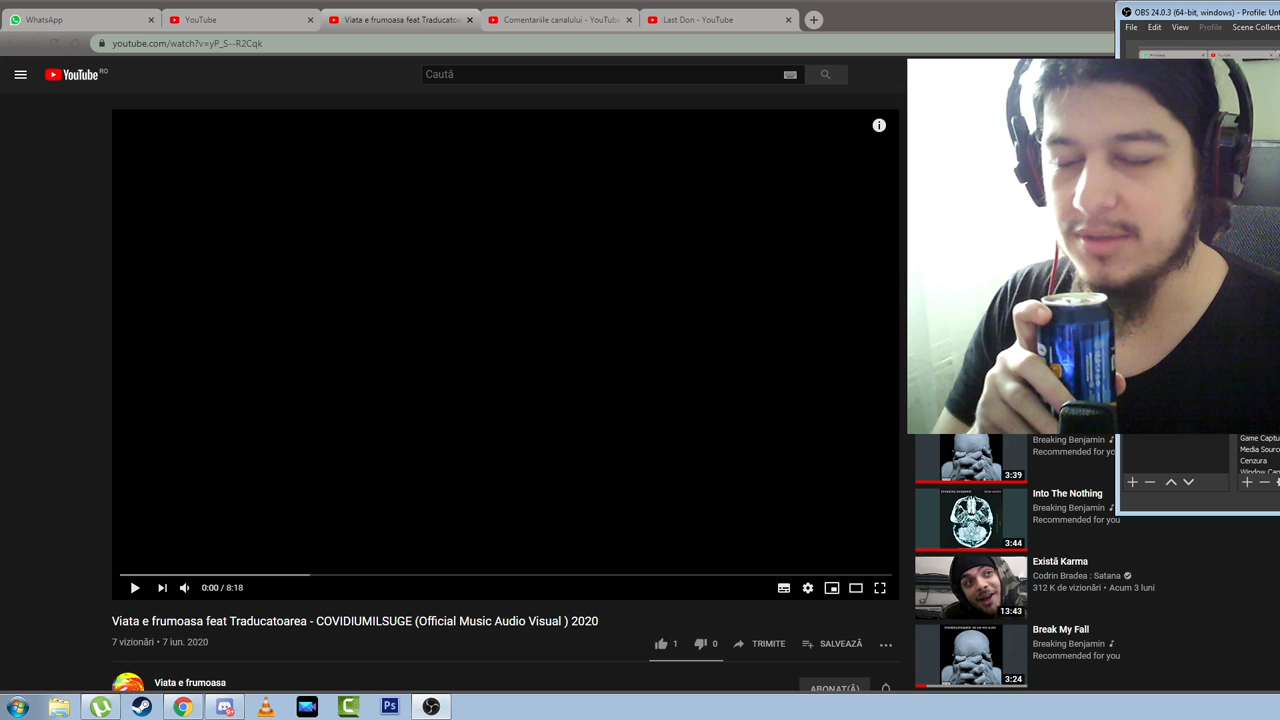 WhatsApp
YouTube
Viata e frumoasa feat Traducatoa
Comentariile canalului - YouTube
Last Don - YouTube
OBS 24.0.3 (64-bit, windows) - Profile: Unt
File Edit View Profile Scene Collect
youtube.com/watch?v=yP_S--R2Cqk
YouTube RO
Caută
0:00 / 8:18
Viata e frumoasa feat Traducatoarea - COVIDIUMILSUGE (Official Music Audio Visual ) 2020
7 vizionări • 7 iun. 2020
1
0
TRIMITE
SALVEAZĂ
Viata e frumoasa
ABONAT(Ă)
Breaking Benjamin
Recommended for yo
3:39
Into The Nothing
Breaking Benjamin
Recommended for you
3:44
Există Karma
Codrin Bradea : Satana
312 K de vizionări • Acum 3 luni
13:43
Break My Fall
Breaking Benjamin
Recommended for you
3:24
Game Captu
Media Sourc
Cenzura
Window Cap
Ps